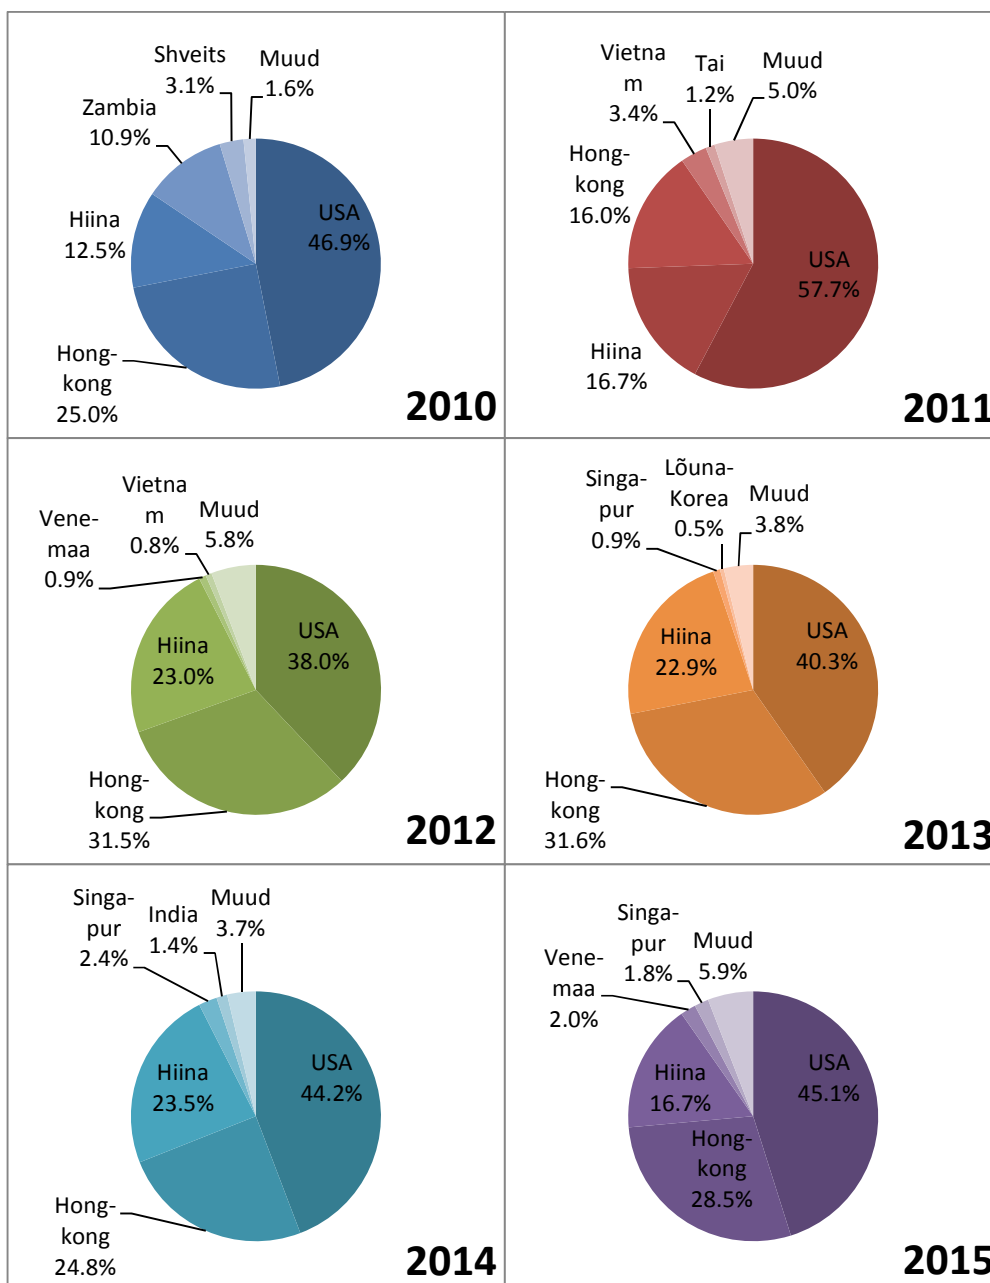 Shveits
3.1%
Muud
1.6%
Zambia
10.9%
Hiina
12.5%
USA
46.9%
Hong-
kong
25.0%
2010
Vietna
m
3.4%
Tai
1.2%
Muud
5.0%
Hong-
kong
16.0%
USA
57.7%
Hiina
16.7%
2011
Vietna
m
0.8%
Muud
5.8%
Vene-
maa
0.9%
Hiina
23.0%
USA
38.0%
Hong-
kong
31.5%
2012
Singa-
pur
0.9%
Lõuna-
Korea
0.5%
Muud
3.8%
Hiina
22.9%
USA
40.3%
Hong-
kong
31.6%
2013
Singa-
pur
2.4%
India
1.4%
Muud
3.7%
Hiina
23.5%
USA
44.2%
Hong-
kong
24.8%
2014
Singa-
pur
1.8%
Muud
5.9%
Vene-
maa
2.0%
Hiina
16.7%
USA
45.1%
Hong-
kong
28.5%
2015